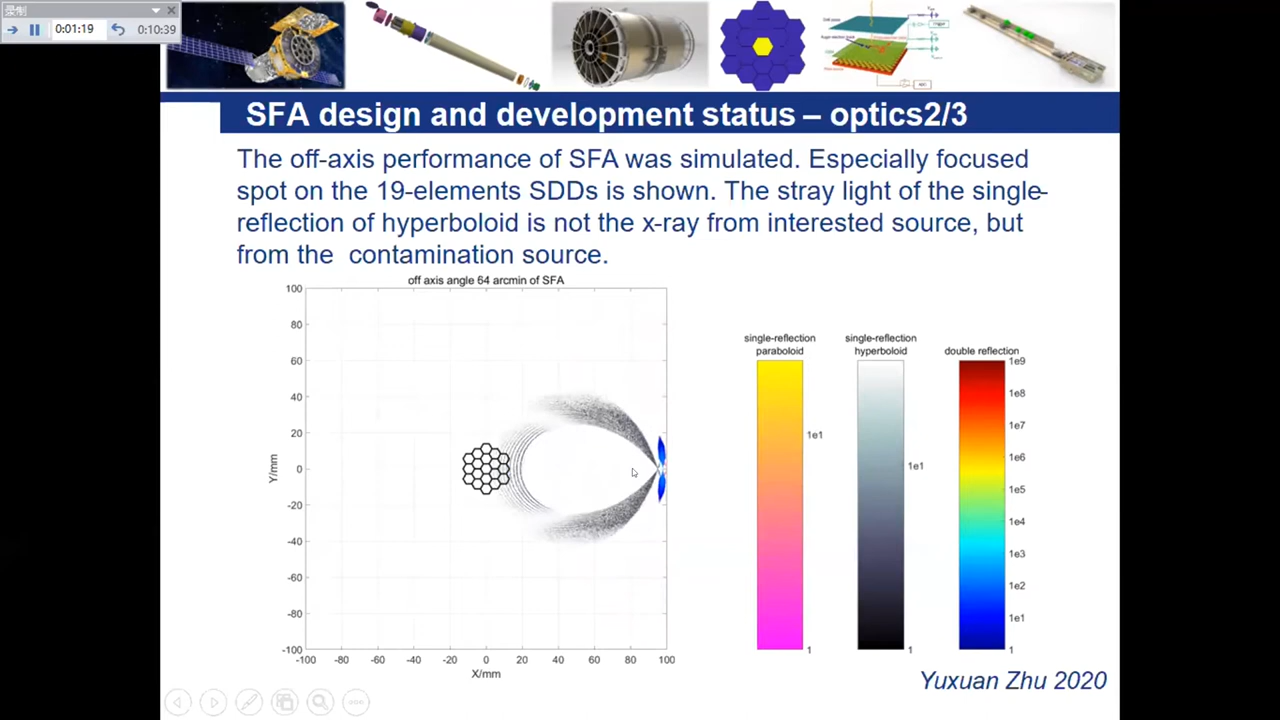 录制
0:01:19
0:10:39
SFA design and development status – optics2/3
The off-axis performance of SFA was simulated. Especially focused
spot on the 19-elements SDDs is shown. The stray light of the single-
reflection of hyperboloid is not the x-ray from interested source, but
from the contamination source.
off axis angle 64 arcmin of SFA
100
80
60
40
20
0
-20
-40
-60
-80
-100
Y/mm
-100 -80 -60 -40 -20 0 20 40 60 80 100
X/mm
single-reflection
paraboloid
1e1
1
single-reflection
hyperboloid
1e1
1
double reflection
1e9
1e8
1e7
1e6
1e5
1e4
1e3
1e2
1e1
1
Yuxuan Zhu 2020